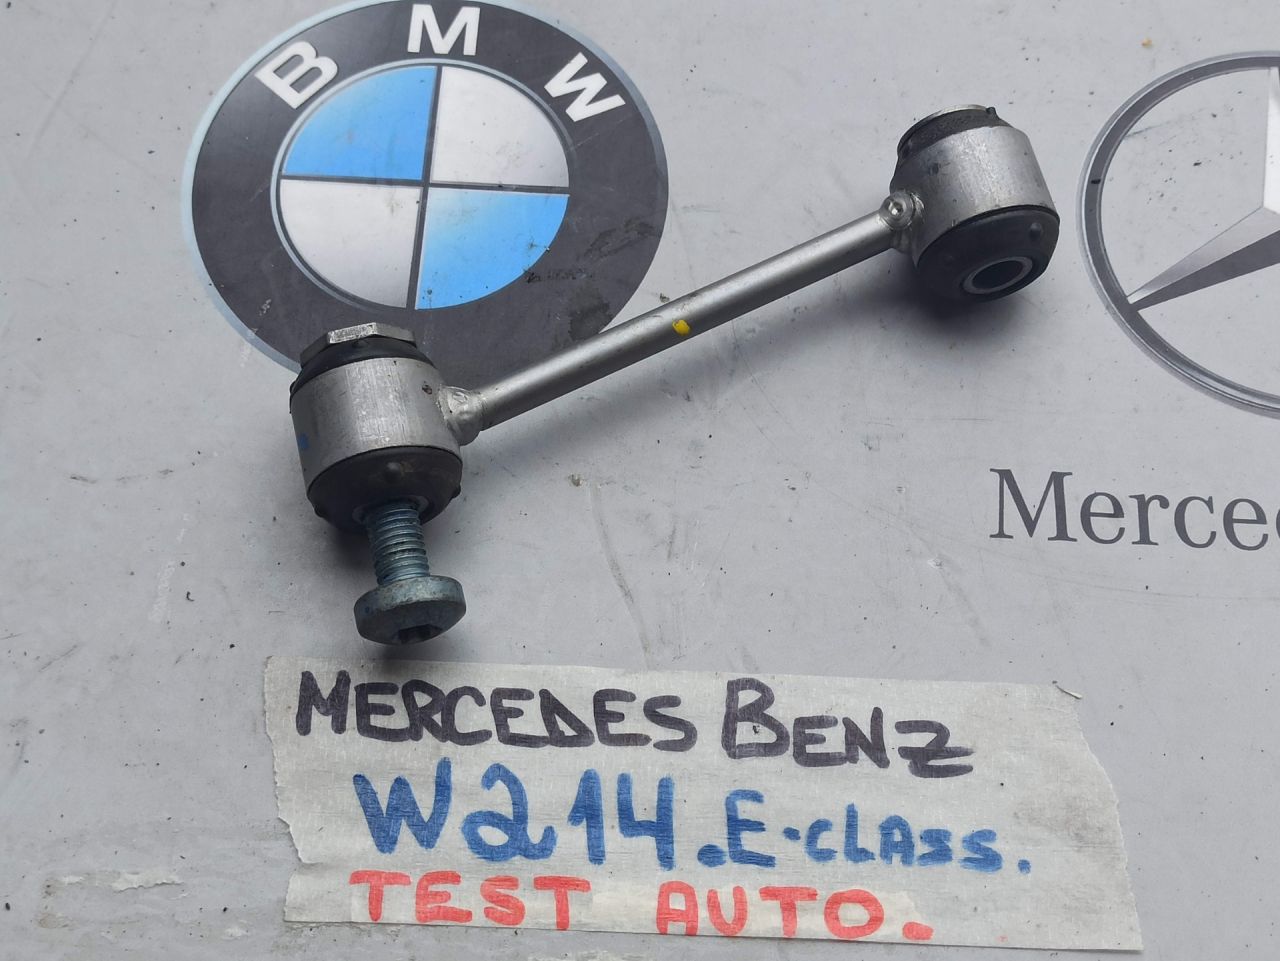 BMW
Merced
MERCEDES BENZ
W214.E-CLASS.
TEST AUTO.